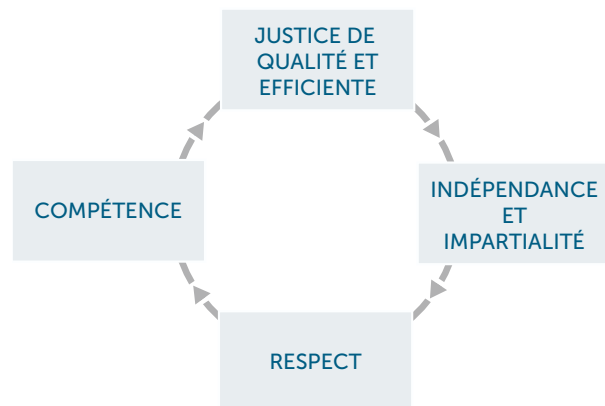 JUSTICE DE
QUALITÉ ET
EFFICIENTE
COMPÉTENCE
INDÉPENDANCE
ET
IMPARTIALITÉ
RESPECT